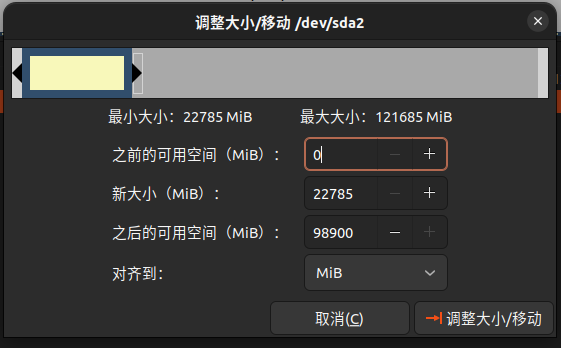 调整大小/移动 /dev/sda2
最小大小：22785 MiB 最大大小：121685 MiB
之前的可用空间（MiB）： 0
新大小（MiB）： 22785
之后的可用空间（MiB）： 98900
对齐到： MiB
取消(C) 调整大小/移动